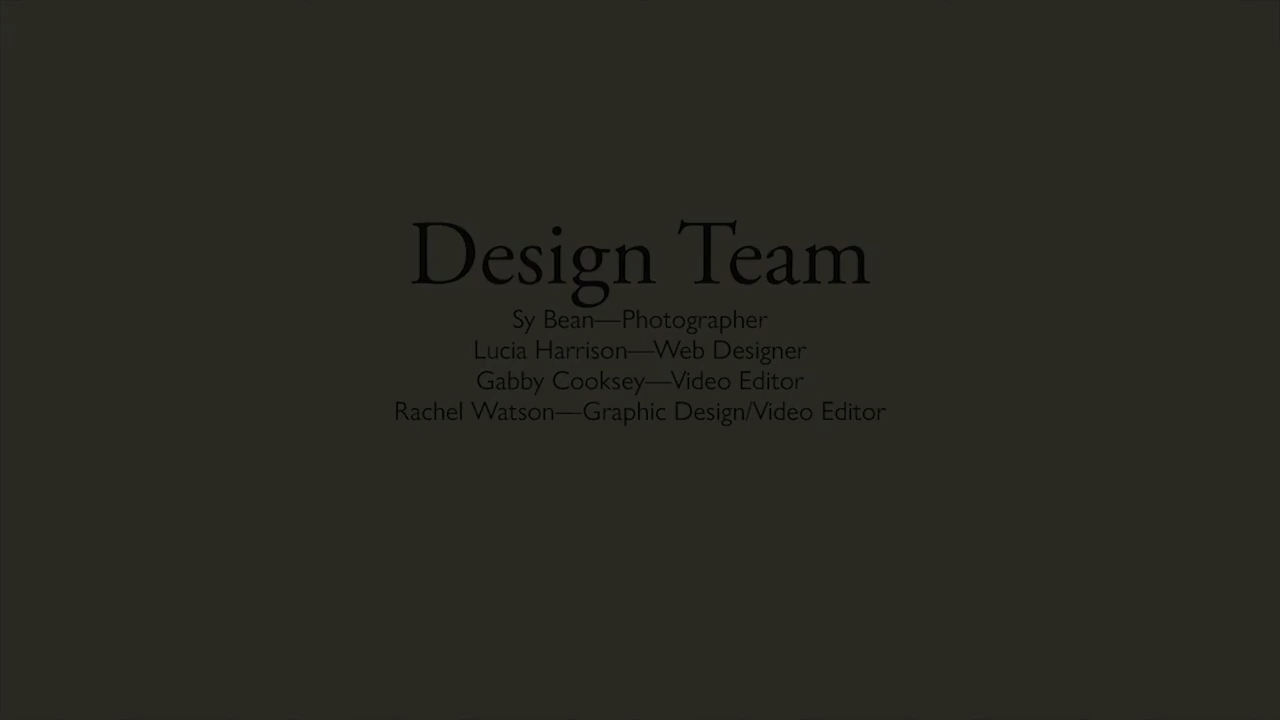 Design Team
Sy Bean—Photographer
Lucia Harrison—Web Designer
Gabby Cooksey—Video Editor
Rachel Watson—Graphic Design/Video Editor